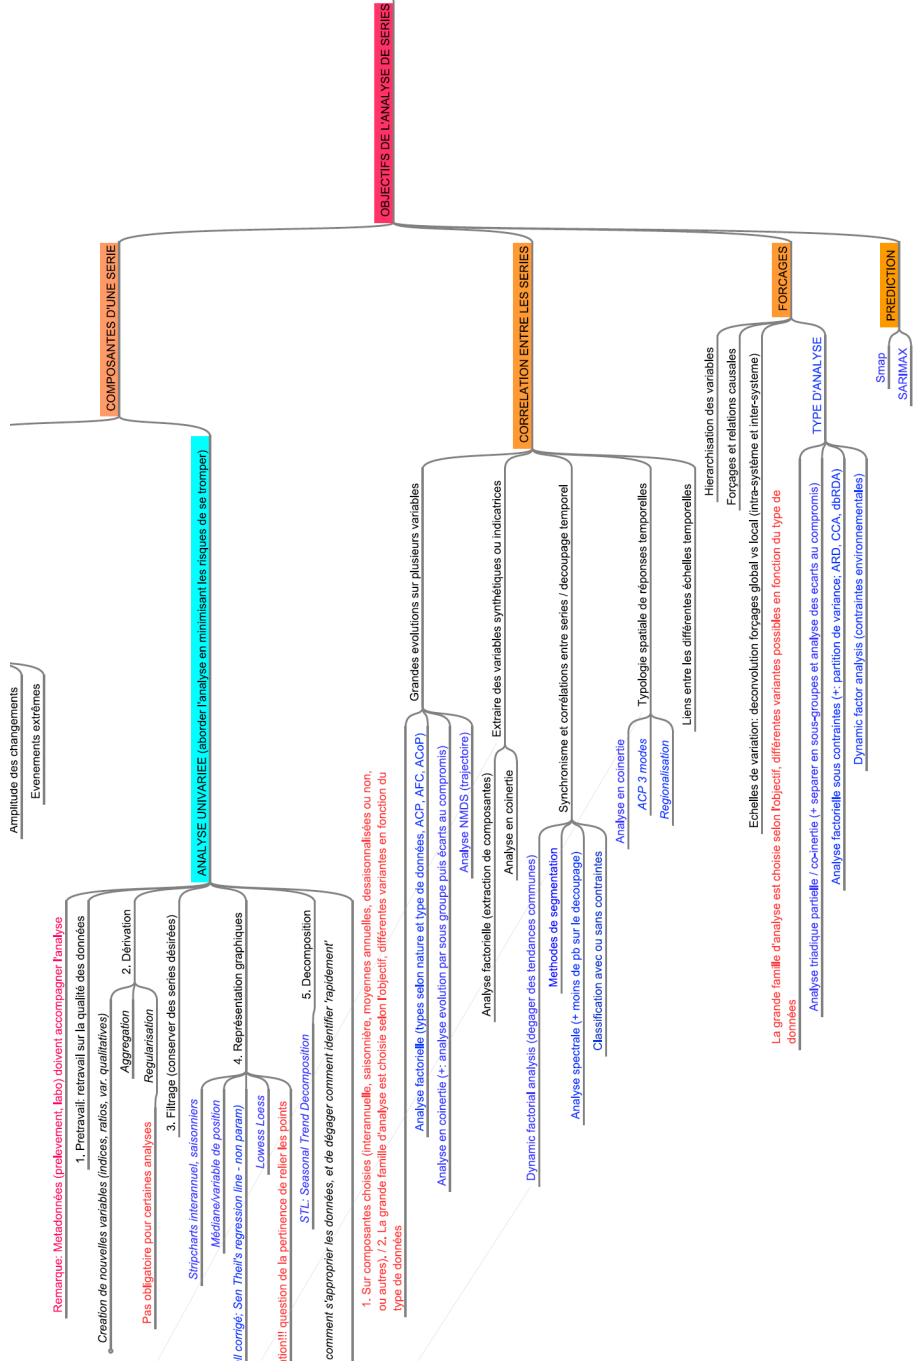 OBJECTIFS DE L'ANALYSE DE SERIES
COMPOSANTES D'UNE SERIE
Amplitude des changements
Evenements extrêmes
ANALYSE UNIVARIEE (aborder l'analyse en minimisant les risques de se tromper)
Remarque: Metadonnées (prelevement, labo) doivent accompagner l'analyse
1. Pretravail: retravail sur la qualité des données
2. Dérivation
Creation de nouvelles variables (indices, ratios, var. qualitatives)
Aggregation
Regularisation
Pas obligatoire pour certaines analyses
3. Filtrage (conserver des series désirées)
4. Représentation graphiques
Stripcharts interannuel, saisonniers
Médiane/variable de position
corrigé; Sen Theil's regression line - non param)
Lowess Loess
question de la pertinence de relier les points
5. Decomposition
STL: Seasonal Trend Decomposition
comment s'approprier les données, et de dégager comment identifier 'rapidement'
CORRELATION ENTRE LES SERIES
Grandes evolutions sur plusieurs variables
1. Sur composantes choisies (interannuelle, saisonnière, moyennes annuelles, desaisonnalisées ou non,
ou autres). / 2. La grande famille d'analyse est choisie selon l'objectif, différentes variantes en fonction du
type de données
Analyse factorielle (types selon nature et type de données, ACP, AFC, ACoP)
Analyse en coinertie (+: analyse evolution par sous groupe puis écarts au compromis)
Analyse NMDS (trajectoire)
Extraire des variables synthétiques ou indicatrices
Analyse factorielle (extraction de composantes)
Analyse en coinertie
Synchronisme et corrélations entre series / decoupage temporel
Dynamic factorial analysis (degager des tendances communes)
Methodes de segmentation
Analyse spectrale (+ moins de pb sur le decoupage)
Classification avec ou sans contraintes
Typologie spatiale de réponses temporelles
Analyse en coinertie
ACP 3 modes
Regionalisation
Liens entre les différentes échelles temporelles
FORCAGES
Hierarchisation des variables
Forçages et relations causales
Echelles de variation: deconvolution forçages global vs local (intra-système et inter-systeme)
TYPE D'ANALYSE
La grande famille d'analyse est choisie selon l'objectif, différentes variantes possibles en fonction du type de
données
Analyse triadique partielle / co-inertie (+ separer en sous-groupes et analyse des ecarts au compromis)
Analyse factorielle sous contraintes (+: partition de variance; ARD, CCA, dbRDA)
Dynamic factor analysis (contraintes environnementales)
PREDICTION
Smap
SARIMAX